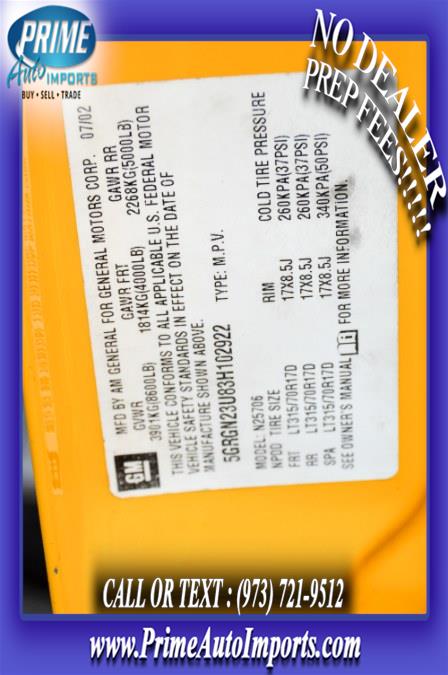 PRIME
Auto IMPORTS
BUY • SELL • TRADE
NO DEALER
PREP FEES!!!!!
MFD BY AM GENERAL FOR GENERAL MOTORS CORP. 07/02
GVWR GAWR FRT GAWR RR
3901KG(8600LB) 1814KG(4000LB) 2268KG(5000LB)
THIS VEHICLE CONFORMS TO ALL APPLICABLE U.S. FEDERAL MOTOR
VEHICLE SAFETY STANDARDS IN EFFECT ON THE DATE OF
MANUFACTURE SHOWN ABOVE.
GM
5GRGN23U83H102922 TYPE: M.P.V.
MODEL: N25706
NPDD TIRE SIZE RIM COLD TIRE PRESSURE
FRT LT315/70R17D 17X8.5J 260KPA(37PSI)
RR LT315/70R17D 17X8.5J 260KPA(37PSI)
SPA LT315/70R17D 17X8.5J 340KPA(50PSI)
SEE OWNER'S MANUAL FOR MORE INFORMATION.
CALL OR TEXT : (973) 721-9512
www.PrimeAutoImports.com